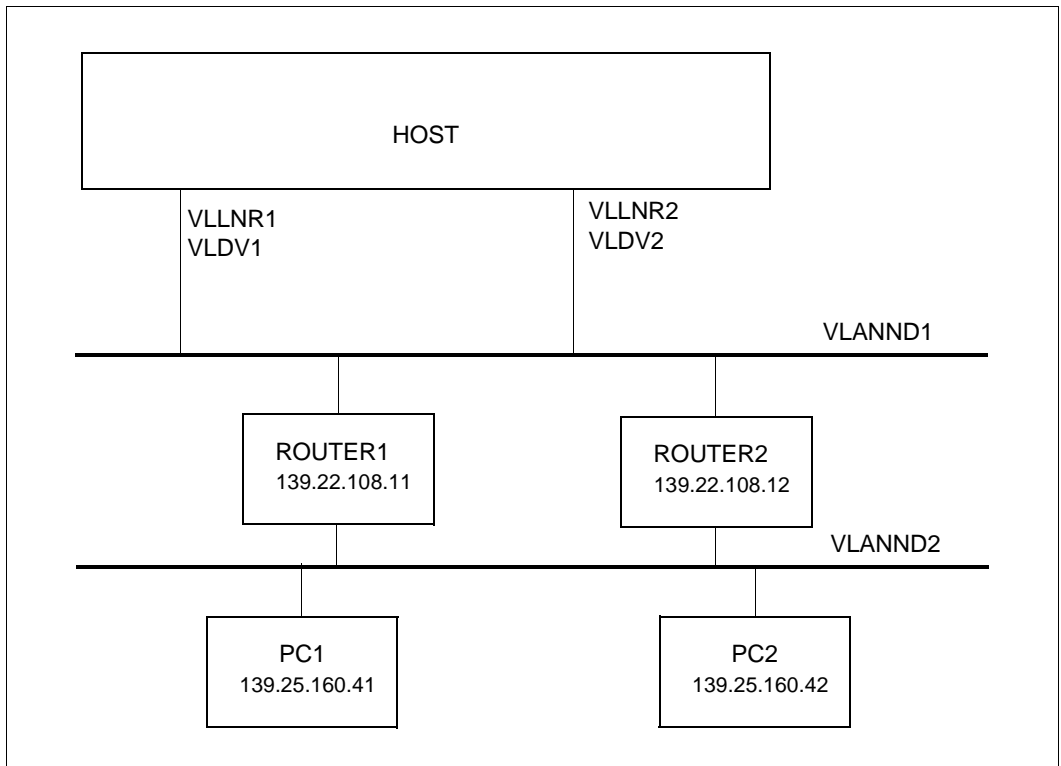 HOST
VLLNR1
VLDV1
VLLNR2
VLDV2
VLANND1
ROUTER1
139.22.108.11
ROUTER2
139.22.108.12
VLANND2
PC1
139.25.160.41
PC2
139.25.160.42